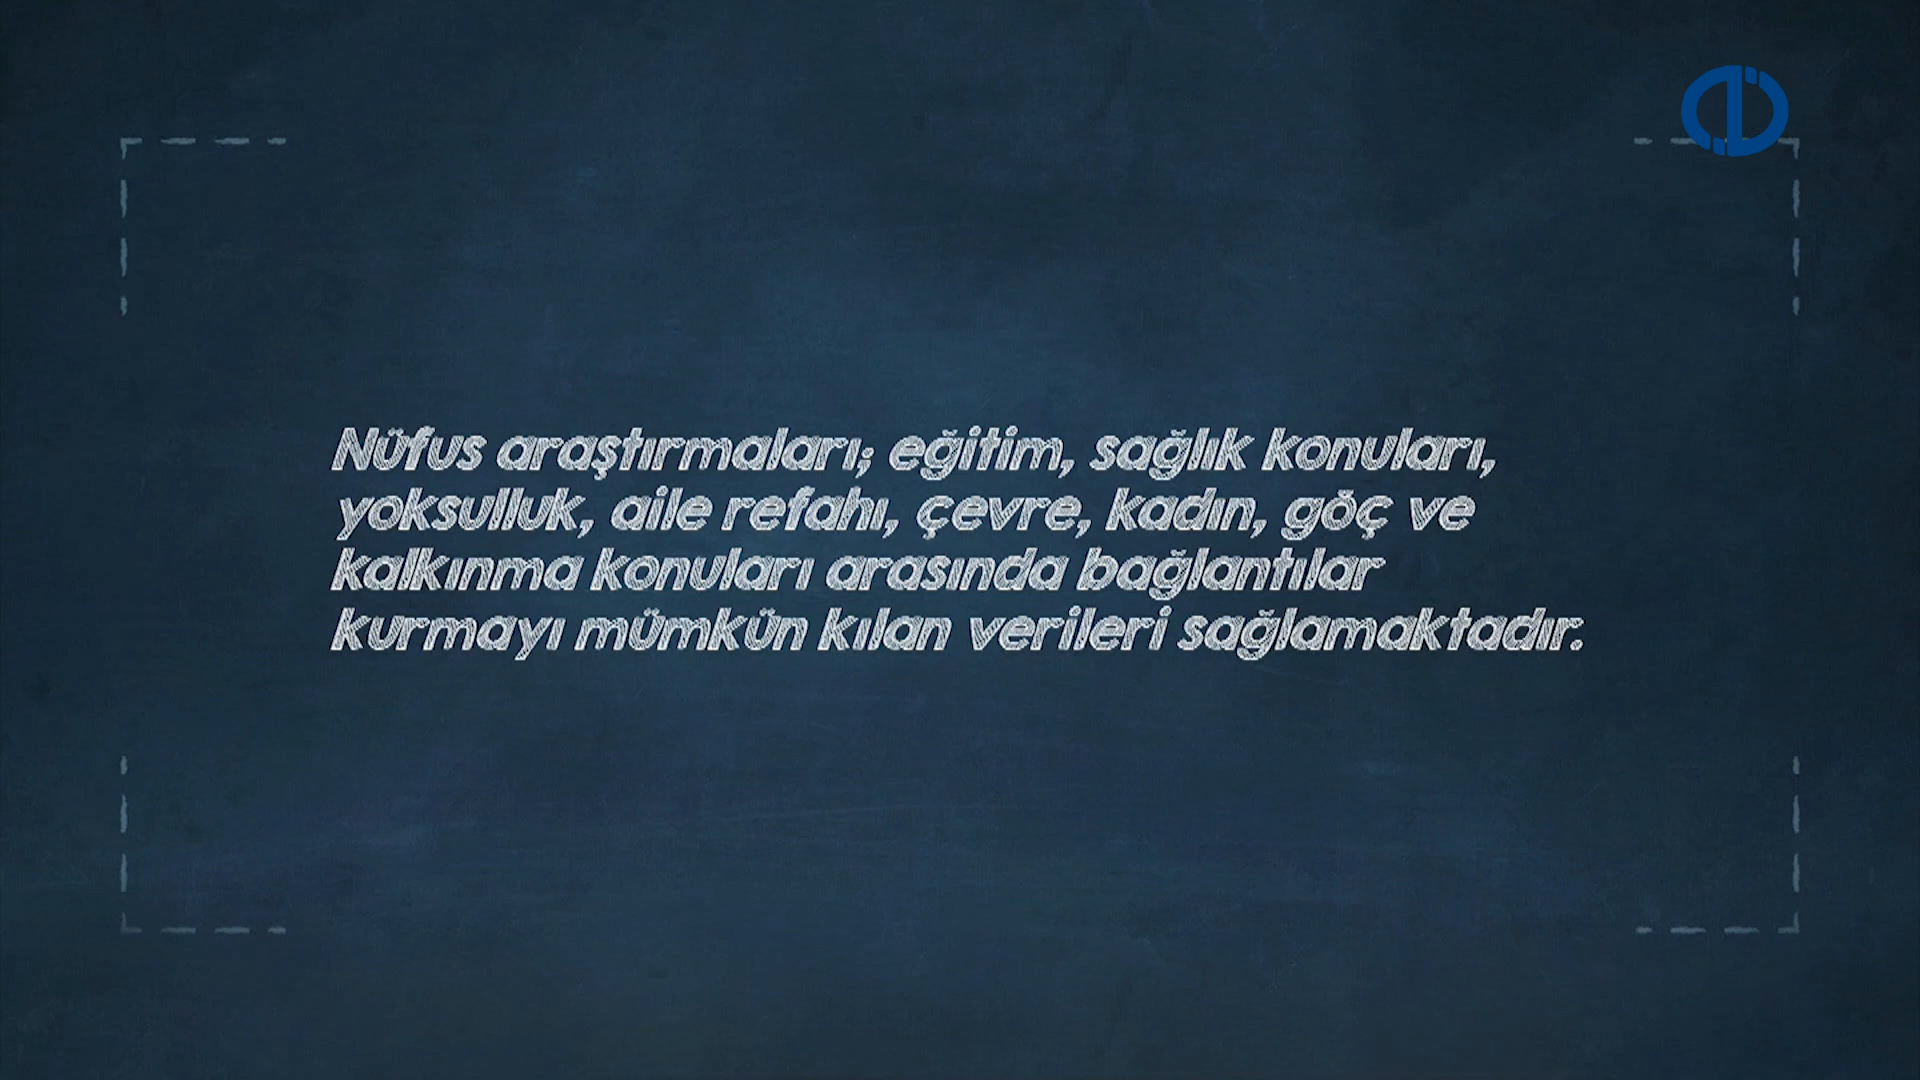 Nüfus araştırmaları; eğitim, sağlık konuları,
yoksulluk, aile refahı, çevre, kadın, göç ve
kalkınma konuları arasında bağlantılar
kurmayı mümkün kılan verileri sağlamaktadır.